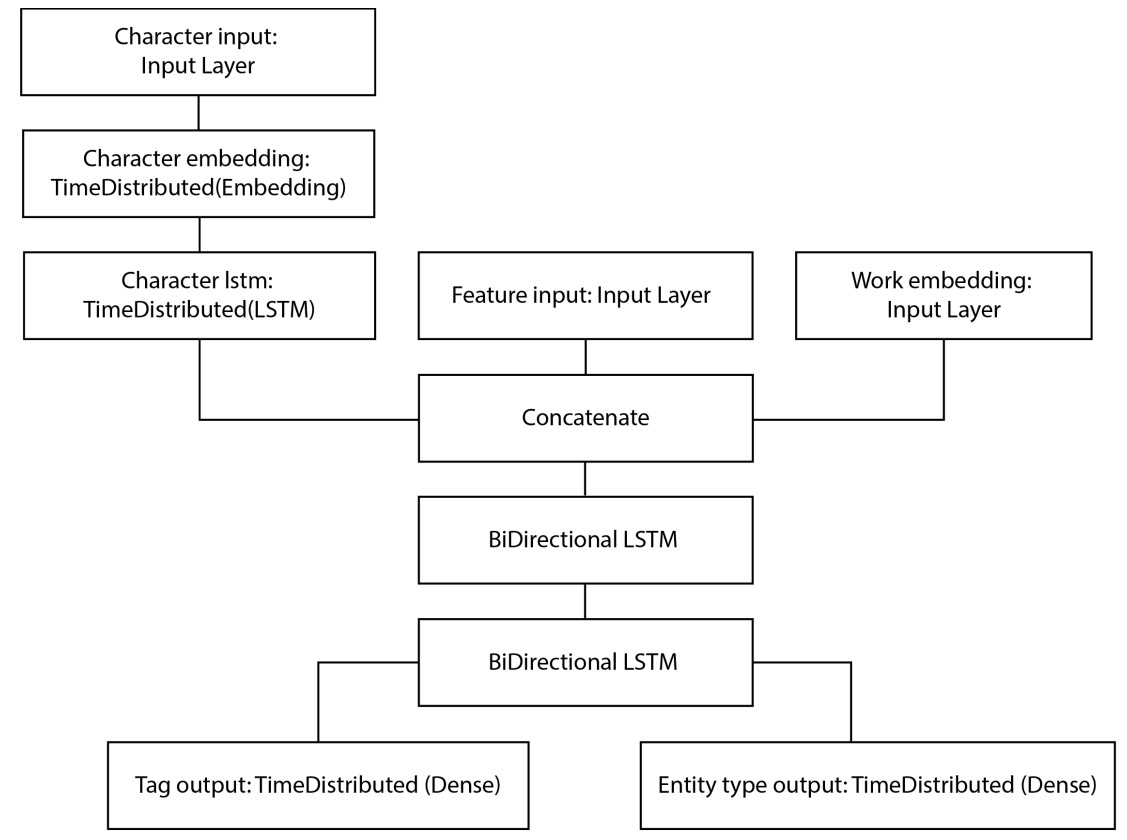 Character input:
Input Layer
Character embedding:
TimeDistributed(Embedding)
Character lstm:
TimeDistributed(LSTM)
Feature input: Input Layer
Work embedding:
Input Layer
Concatenate
BiDirectional LSTM
BiDirectional LSTM
Tag output: TimeDistributed (Dense)
Entity type output: TimeDistributed (Dense)